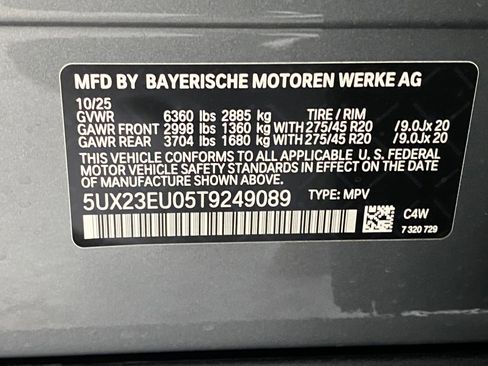 MFD BY BAYERISCHE MOTOREN WERKE AG
10/25
GVWR 6360 lbs 2885 kg TIRE / RIM
GAWR FRONT 2998 lbs 1360 kg WITH 275/45 R20 /9.0Jx 20
GAWR REAR 3704 lbs 1680 kg WITH 275/45 R20 /9.0Jx 20
THIS VEHICLE CONFORMS TO ALL APPLICABLE U.S. FEDERAL
MOTOR VEHICLE SAFETY STANDARDS IN EFFECT ON THE DATE
OF MANUFACTURE SHOWN ABOVE.
5UX23EU05T9249089 TYPE: MPV
C4W
7 320 729